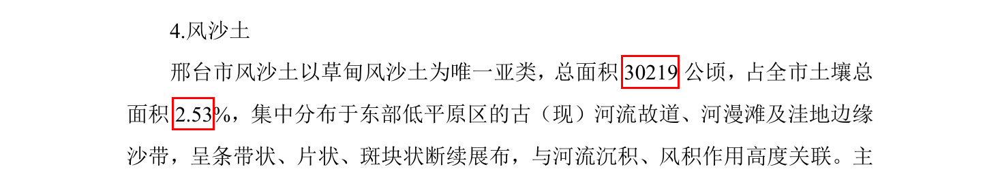 4.风沙土
邢台市风沙土以草甸风沙土为唯一亚类，总面积 30219 公顷，占全市土壤总
面积 2.53%，集中分布于东部低平原区的古（现）河流故道、河漫滩及洼地边缘
沙带，呈条带状、片状、斑块状断续展布，与河流沉积、风积作用高度关联。主